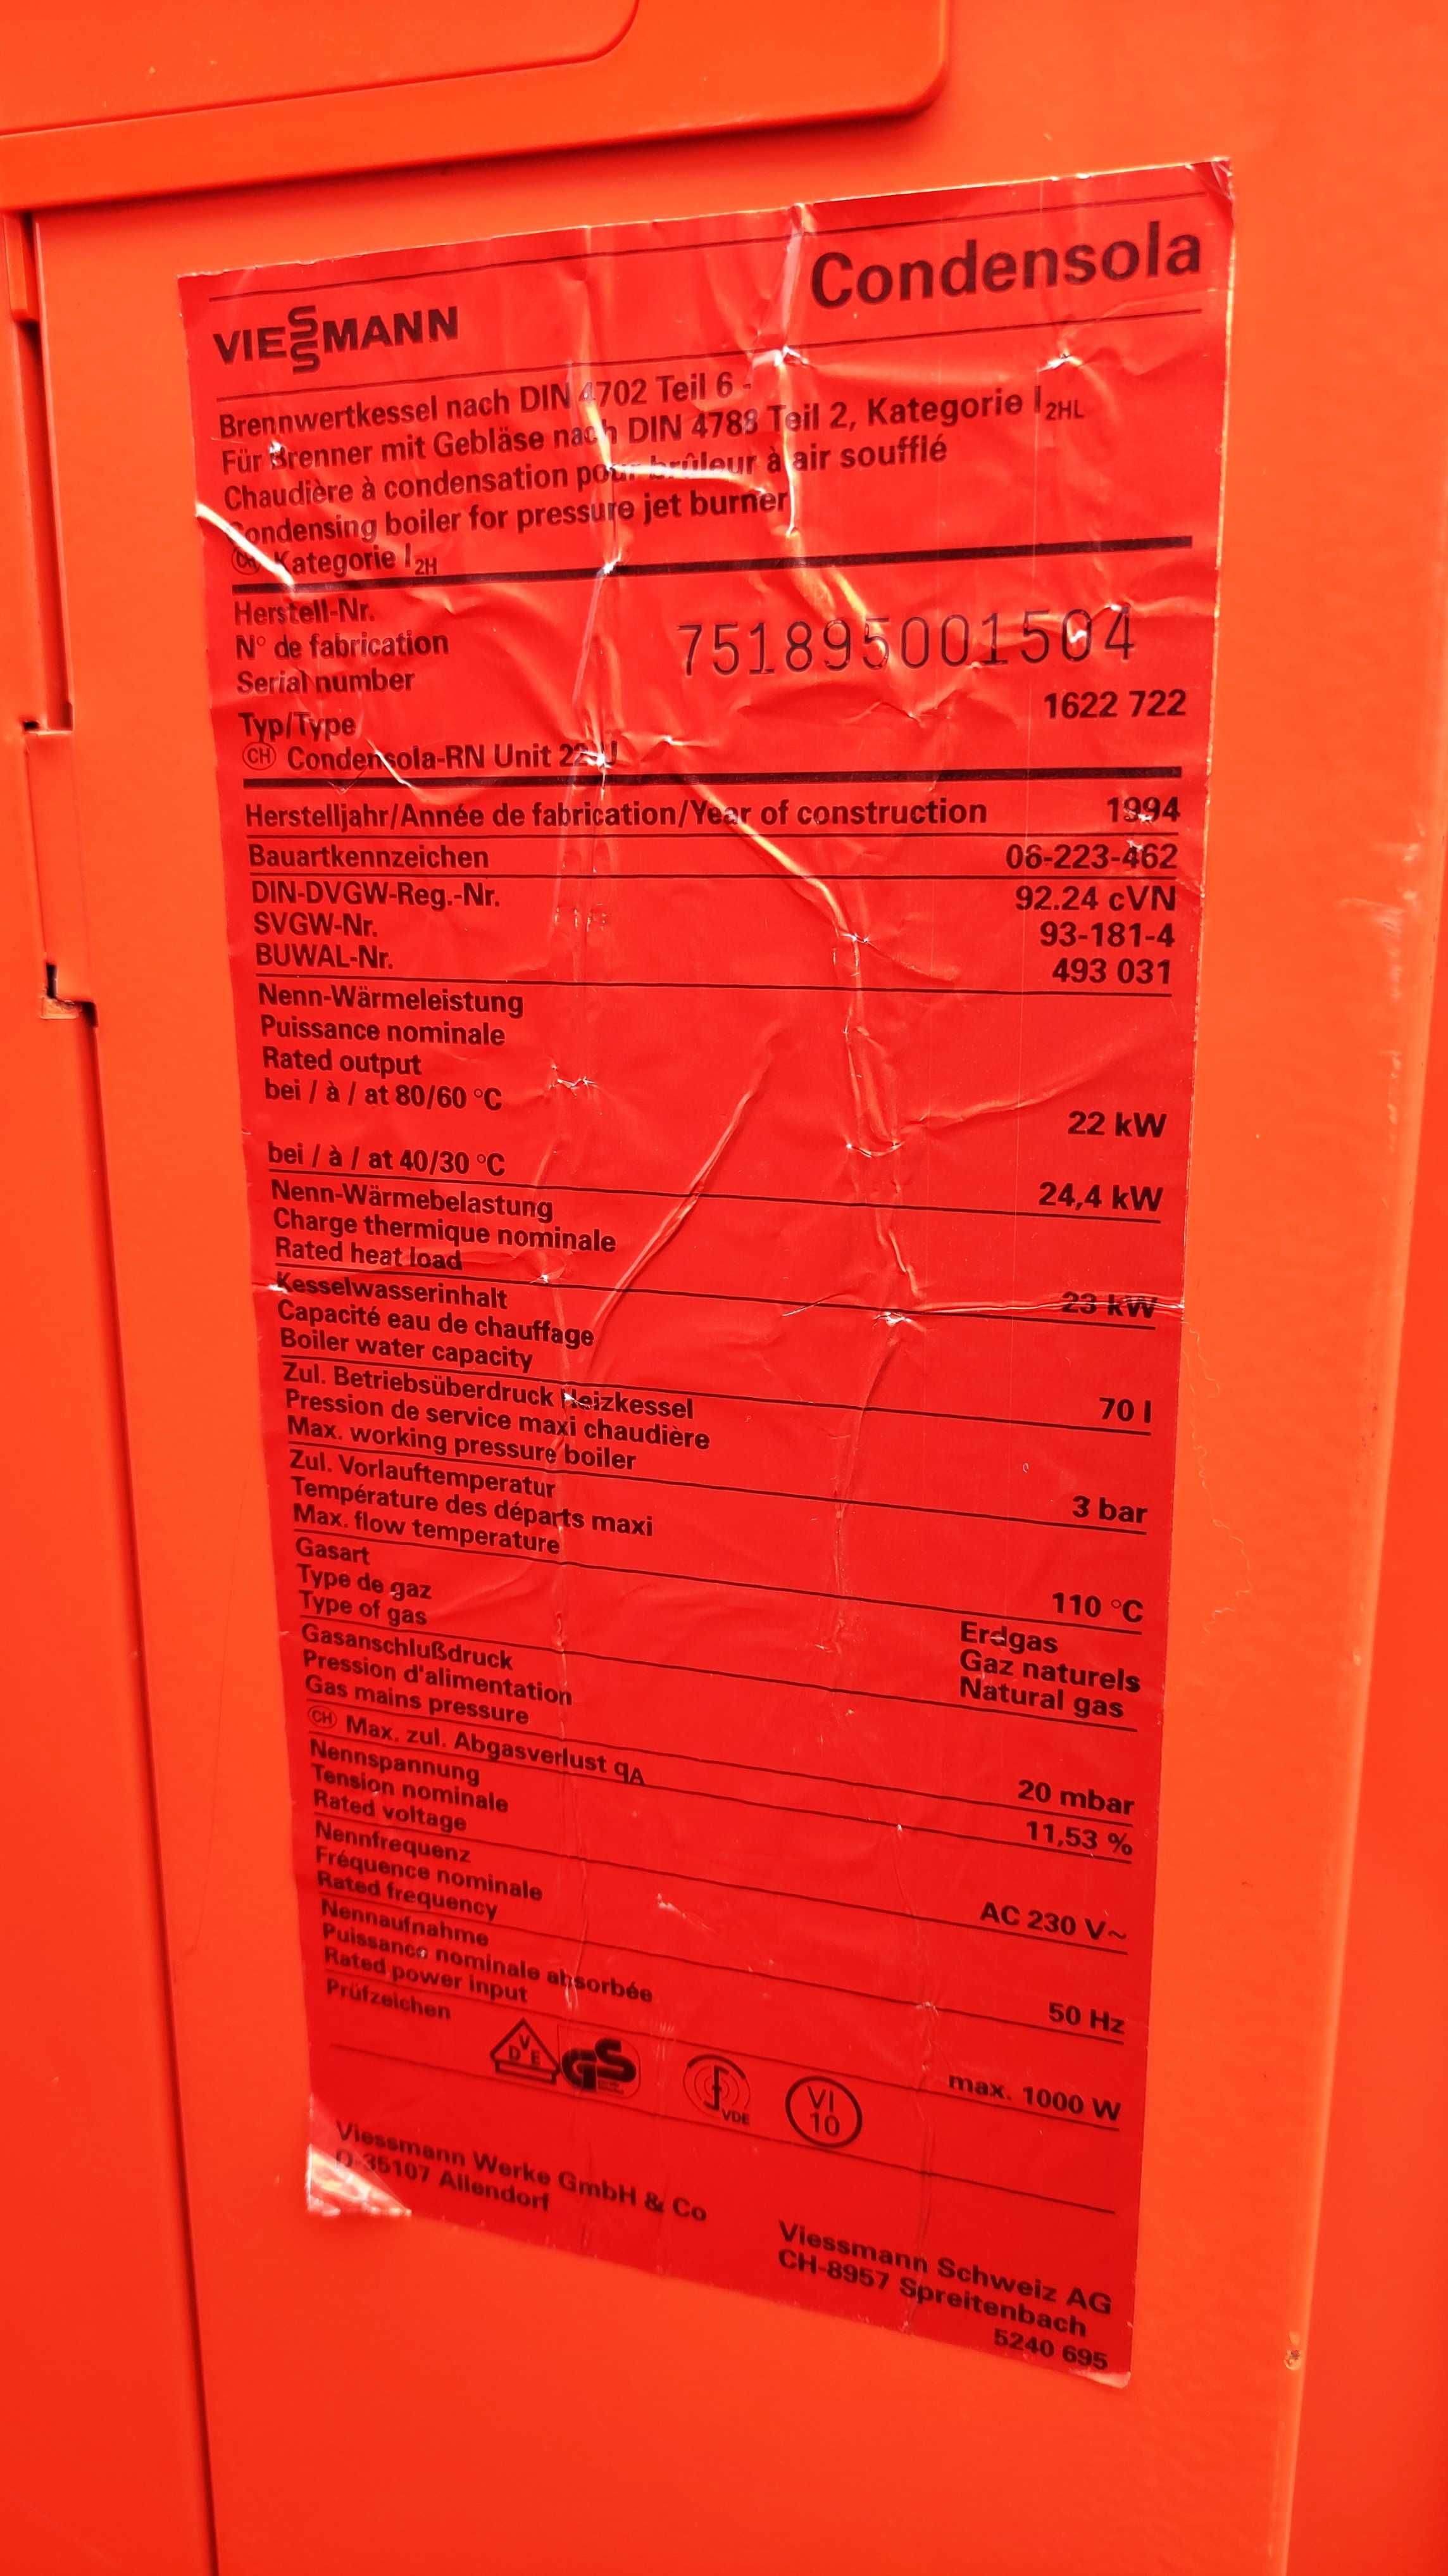 VIESSMANN
Condensola
Brennwertkessel nach DIN 4702 Teil 6 -
Für Brenner mit Gebläse nach DIN 4788 Teil 2, Kategorie I2HL
Chaudière à condensation pour brûleur à air soufflé
Condensing boiler for pressure jet burner
CH Kategorie I2H
Herstell-Nr.
N° de fabrication
Serial number
751895001504
Typ/Type
1622 722
CH Condensola-RN Unit
Herstelljahr/Année de fabrication/Year of construction 1994
Bauartkennzeichen 06-223-462
DIN-DVGW-Reg.-Nr. 92.24 cVN
SVGW-Nr. 93-181-4
BUWAL-Nr. 493 031
Nenn-Wärmeleistung
Puissance nominale
Rated output
bei / à / at 80/60 °C 22 kW
bei / à / at 40/30 °C 24,4 kW
Nenn-Wärmebelastung
Charge thermique nominale
Rated heat load 23 kW
Kesselwasserinhalt
Capacité eau de chauffage
Boiler water capacity 70 l
Zul. Betriebsüberdruck Heizkessel
Pression de service maxi chaudière
Max. working pressure boiler 3 bar
Zul. Vorlauftemperatur
Température des départs maxi
Max. flow temperature 110 °C
Gasart Erdgas
Type de gaz Gaz naturels
Type of gas Natural gas
Gasanschlußdruck
Pression d'alimentation
Gas mains pressure 20 mbar
CH Max. zul. Abgasverlust qA 11,53 %
Nennspannung
Tension nominale
Rated voltage AC 230 V~
Nennfrequenz
Fréquence nominale
Rated frequency 50 Hz
Nennaufnahme
Puissance nominale absorbée
Rated power input max. 1000 W
Prüfzeichen
VDE GS VDE VI 10
Viessmann Werke GmbH & Co
D-35107 Allendorf
Viessmann Schweiz AG
CH-8957 Spreitenbach
5240 695